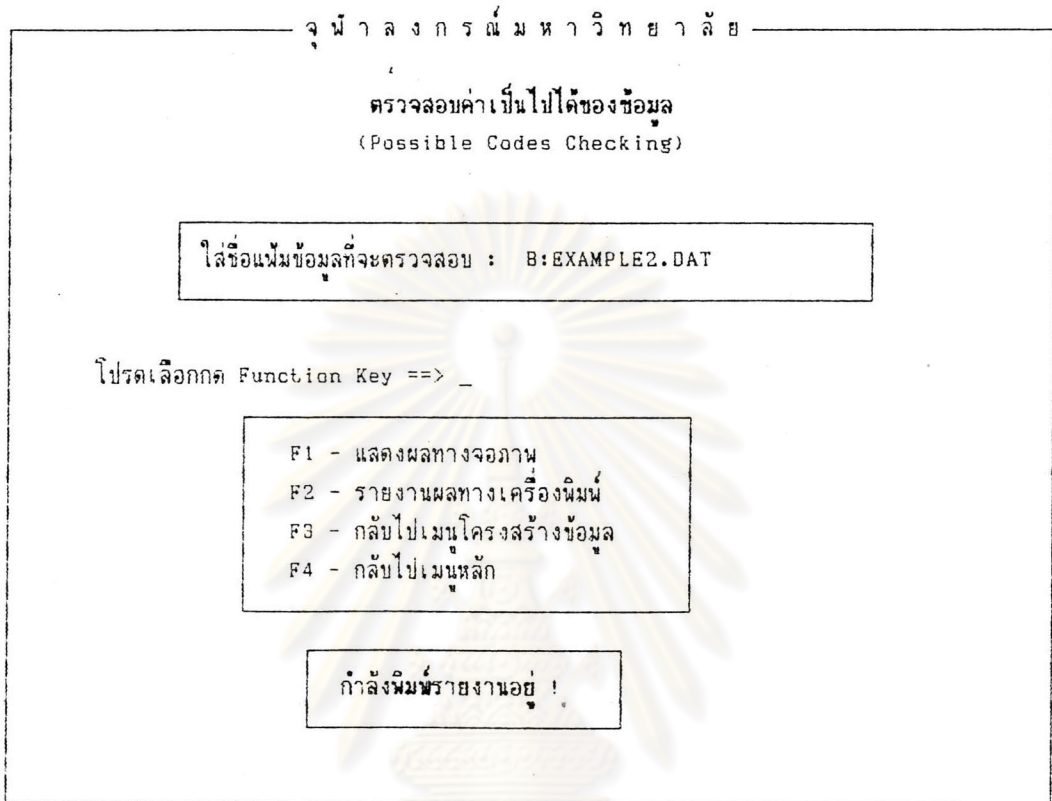 จุฬาลงกรณ์มหาวิทยาลัย
ตรวจสอบค่าเป็นไปได้ของข้อมูล
(Possible Codes Checking)
ใส่ชื่อแฟ้มข้อมูลที่จะตรวจสอบ : B:EXAMPLE2.DAT
โปรดเลือกกด Function Key ==> _
F1 - แสดงผลทางจอภาพ
F2 - รายงานผลทางเครื่องพิมพ์
F3 - กลับไปเมนูโครงสร้างข้อมูล
F4 - กลับไปเมนูหลัก
กำลังพิมพ์รายงานอยู่ !